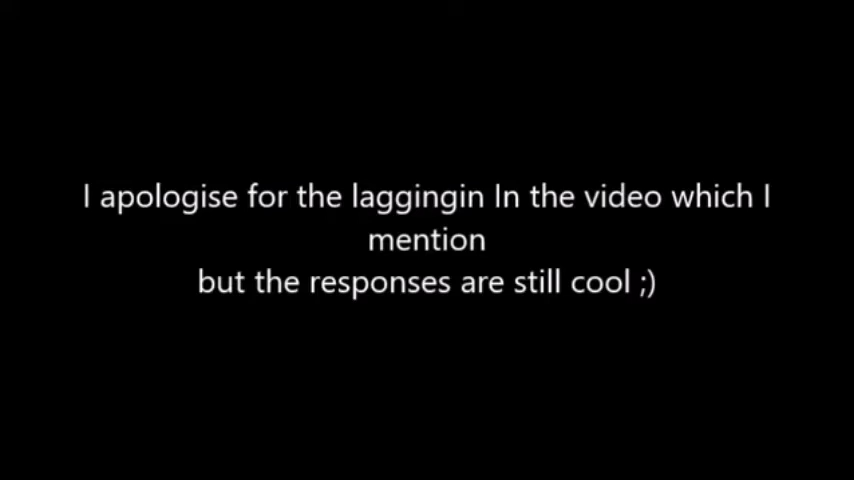 I apologise for the laggingin In the video which I
mention
but the responses are still cool ;)